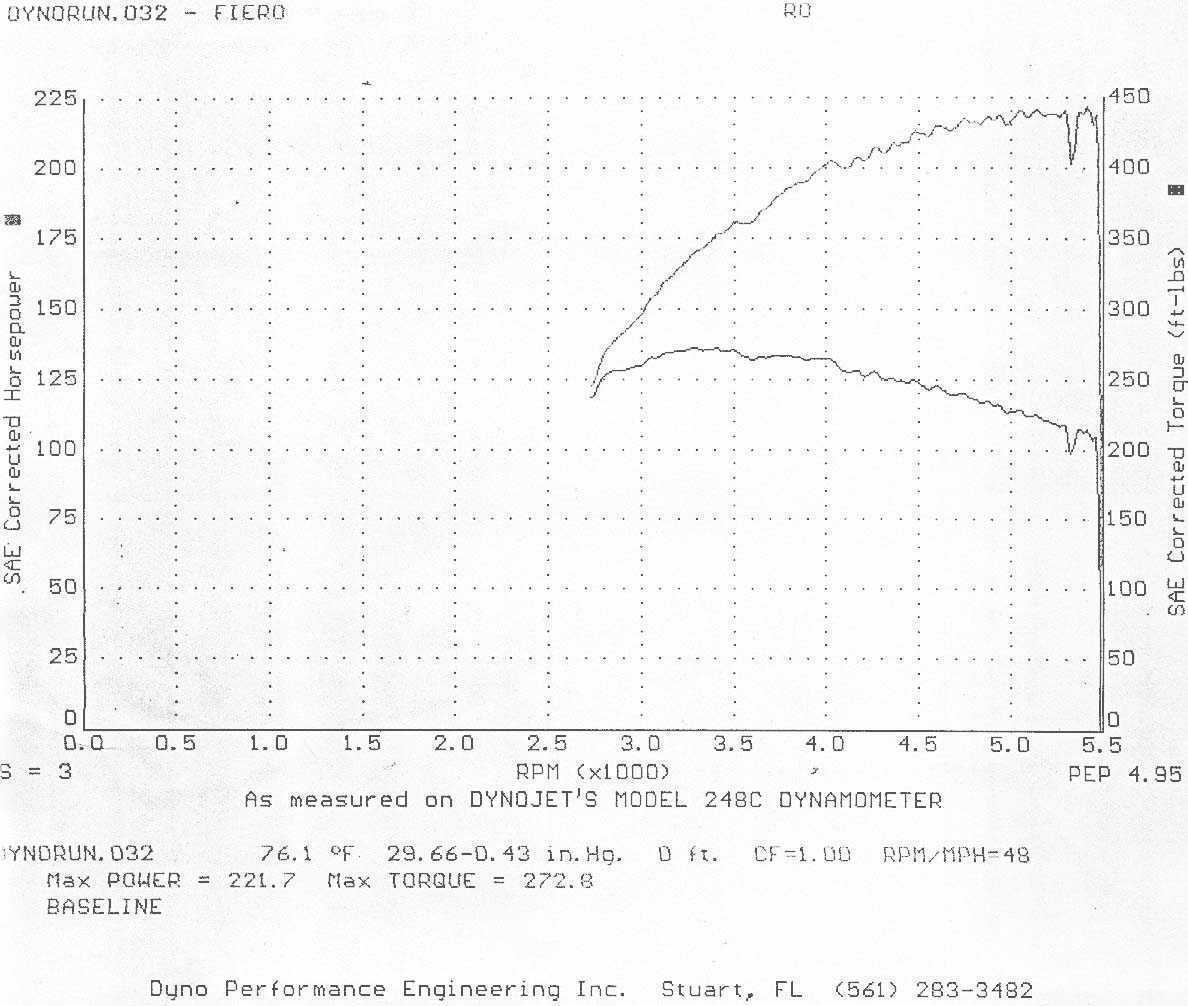 DYNORUN.032 - FIERO RO
225 450
200 400
175 350
150 300
125 250
100 200
75 150
50 100
25 50
0 0
SAE Corrected Horsepower
SAE Corrected Torque (ft-lbs)
0.0 0.5 1.0 1.5 2.0 2.5 3.0 3.5 4.0 4.5 5.0 5.5
S = 3 RPM (x1000) PEP 4.95
As measured on DYNOJET'S MODEL 248C DYNAMOMETER
DYNORUN.032 76.1 °F 29.66-0.43 in.Hg. 0 ft. CF=1.00 RPM/MPH=48
Max POWER = 221.7 Max TORQUE = 272.8
BASELINE
Dyno Performance Engineering Inc. Stuart, FL (561) 283-3482